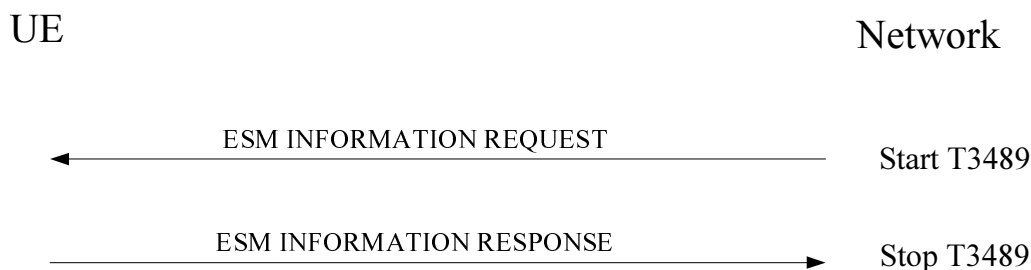 UE
Network
ESM INFORMATION REQUEST
Start T3489
ESM INFORMATION RESPONSE
Stop T3489